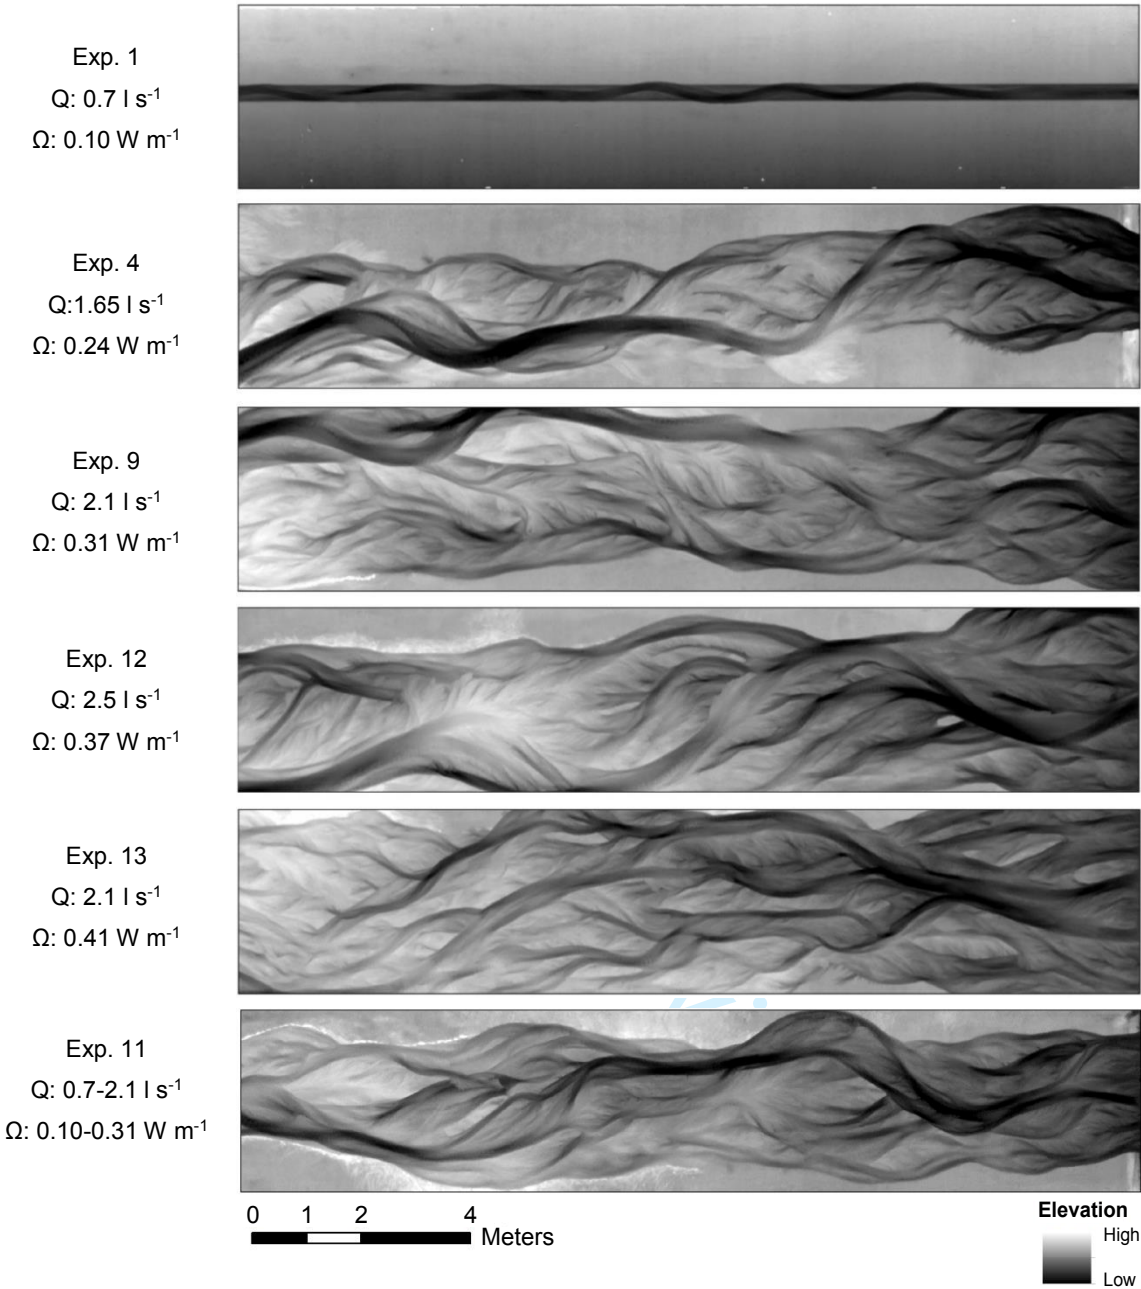 Exp. 1
Q: 0.7 l s-1
Ω: 0.10 W m-1
Exp. 4
Q:1.65 l s-1
Ω: 0.24 W m-1
Exp. 9
Q: 2.1 l s-1
Ω: 0.31 W m-1
Exp. 12
Q: 2.5 l s-1
Ω: 0.37 W m-1
Exp. 13
Q: 2.1 l s-1
Ω: 0.41 W m-1
Exp. 11
Q: 0.7-2.1 l s-1
Ω: 0.10-0.31 W m-1
0 1 2 4
Meters
Elevation
High
Low